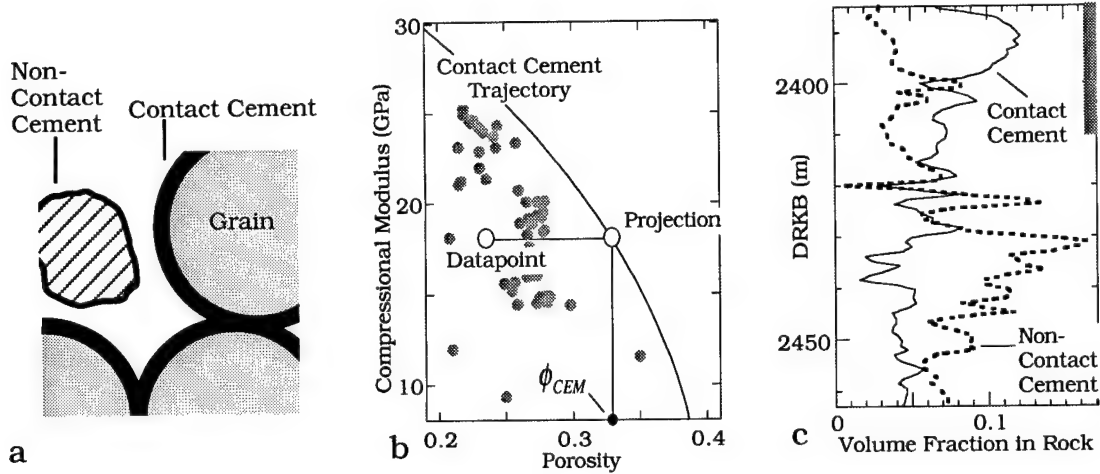 Non-
Contact
Cement
Contact Cement
Grain
a
30
20
10
Compressional Modulus (GPa)
Contact Cement
Trajectory
Projection
Datapoint
ϕCEM
0.2
0.3
0.4
Porosity
b
2400
2450
DRKB (m)
Contact
Cement
Non-
Contact
Cement
0
0.1
Volume Fraction in Rock
c